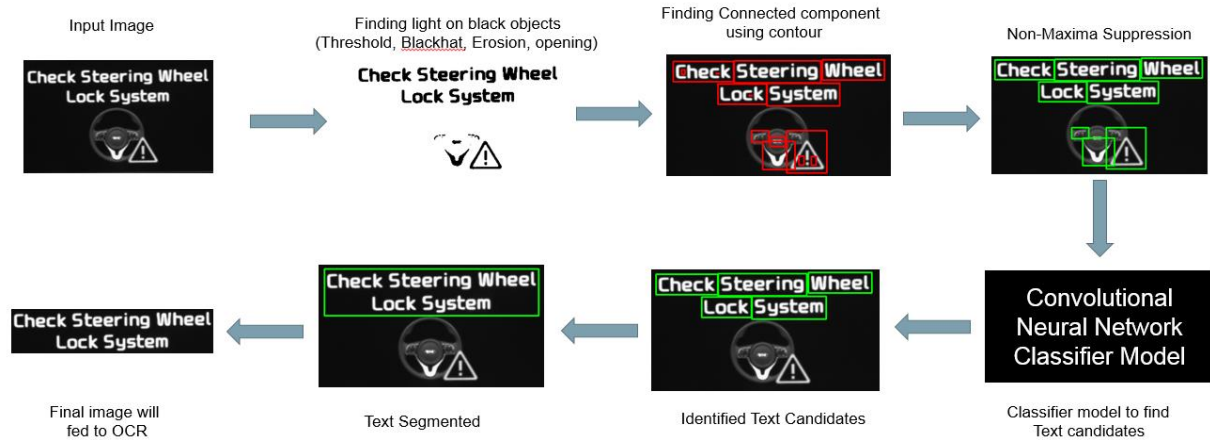 Input Image
Check Steering Wheel
Lock System
Finding light on black objects
(Threshold, Blackhat, Erosion, opening)
Check Steering Wheel
Lock System
Finding Connected component
using contour
Check Steering Wheel
Lock System
Non-Maxima Suppression
Check Steering Wheel
Lock System
Convolutional
Neural Network
Classifier Model
Classifier model to find
Text candidates
Check Steering Wheel
Lock System
Identified Text Candidates
Check Steering Wheel
Lock System
Text Segmented
Check Steering Wheel
Lock System
Final image will
fed to OCR